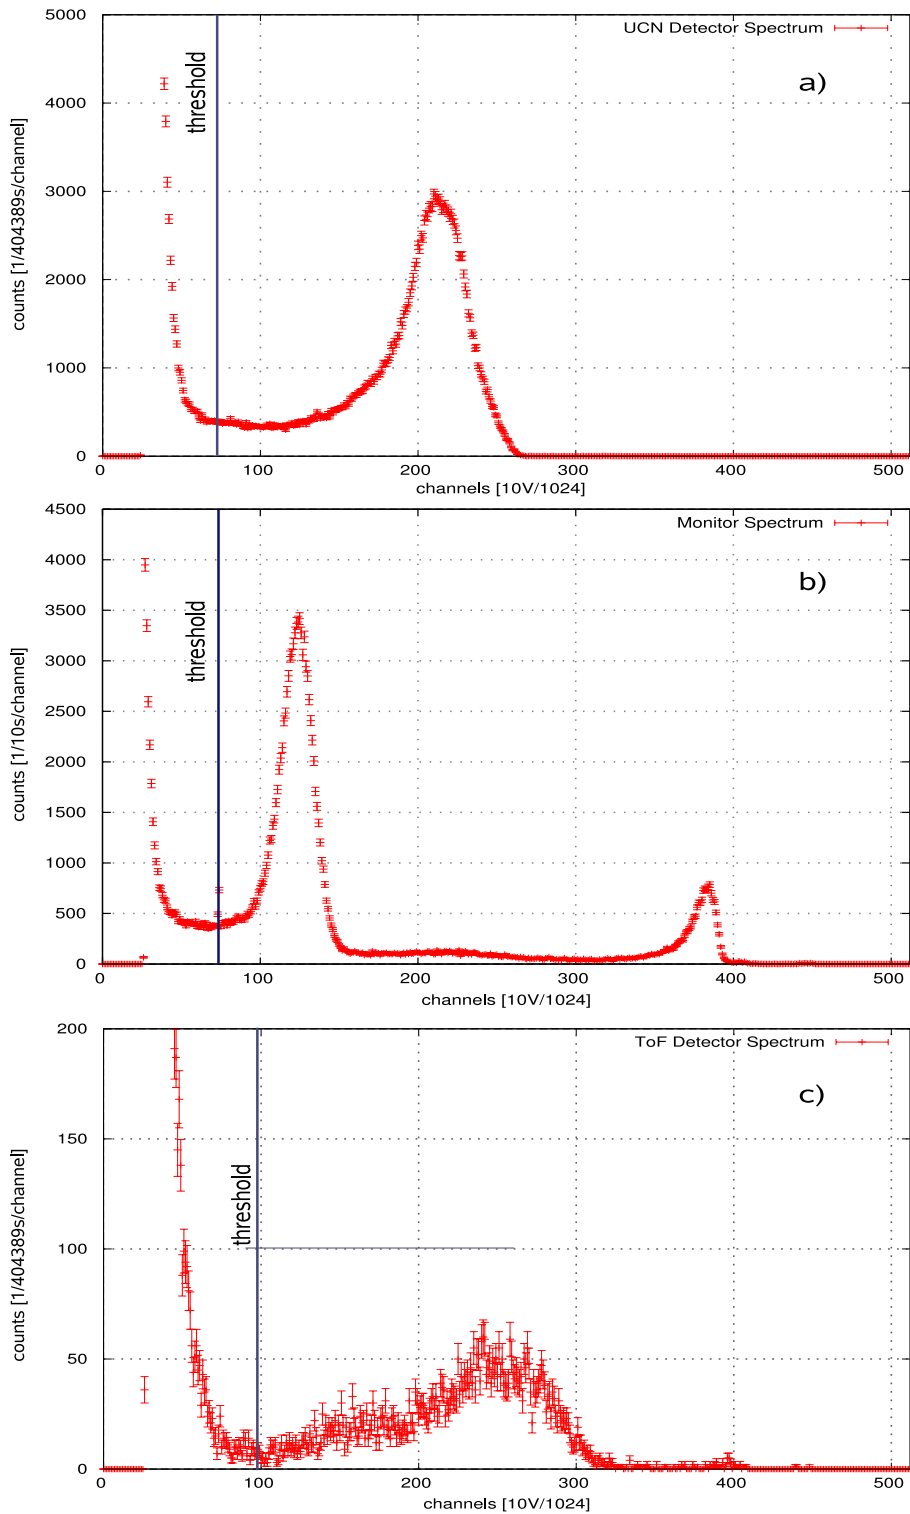 5000
UCN Detector Spectrum
a)
threshold
4000
3000
2000
1000
0
counts [1/404389s/channel]
0 100 200 300 400 500
channels [10V/1024]
4500
Monitor Spectrum
b)
threshold
4000
3500
3000
2500
2000
1500
1000
500
0
counts [1/10s/channel]
0 100 200 300 400 500
channels [10V/1024]
200
ToF Detector Spectrum
c)
threshold
150
100
50
0
counts [1/404389s/channel]
0 100 200 300 400 500
channels [10V/1024]